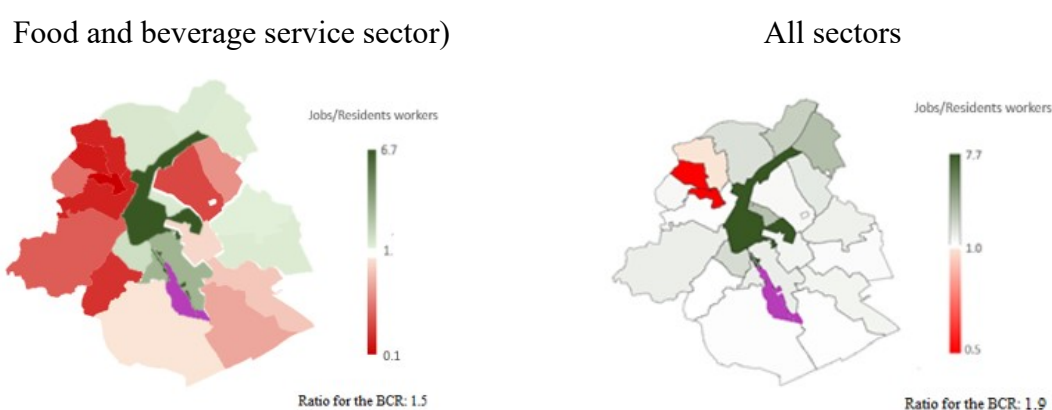 Food and beverage service sector)
Jobs/Residents workers
6.7
1.
0.1
Ratio for the BCR: 1.5
All sectors
Jobs/Residents workers
7.7
1.0
0.5
Ratio for the BCR: 1.9